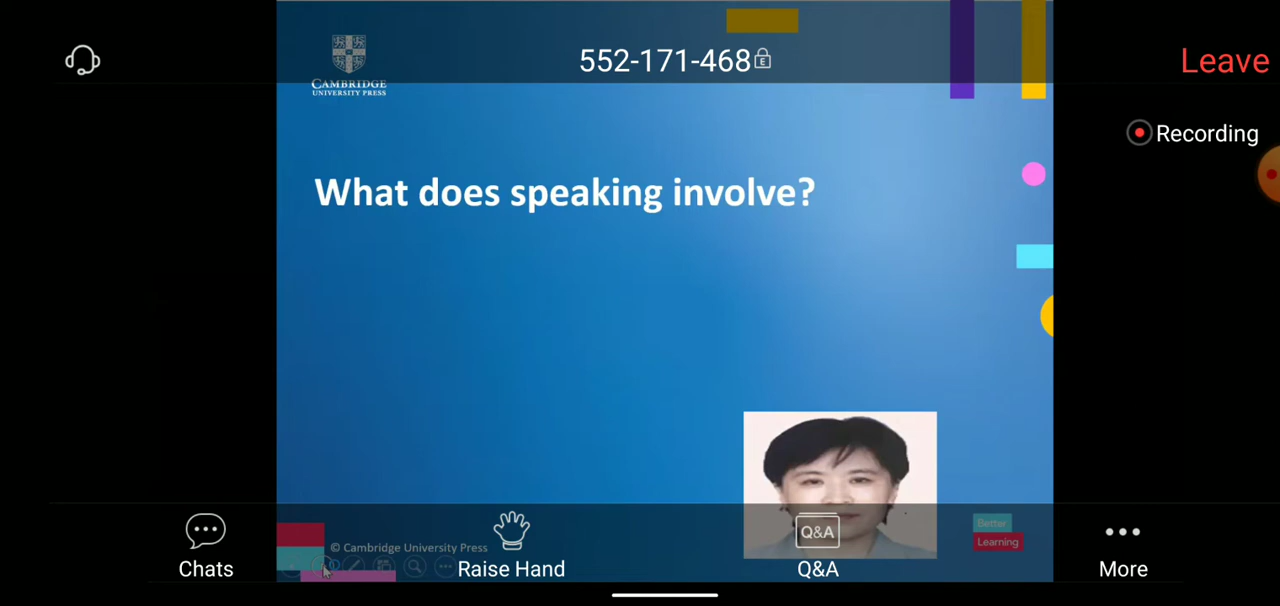 552-171-468
E
Leave
CAMBRIDGE
UNIVERSITY PRESS
Recording
What does speaking involve?
Better
Learning
© Cambridge University Press
Q&A
Chats
Raise Hand
Q&A
More